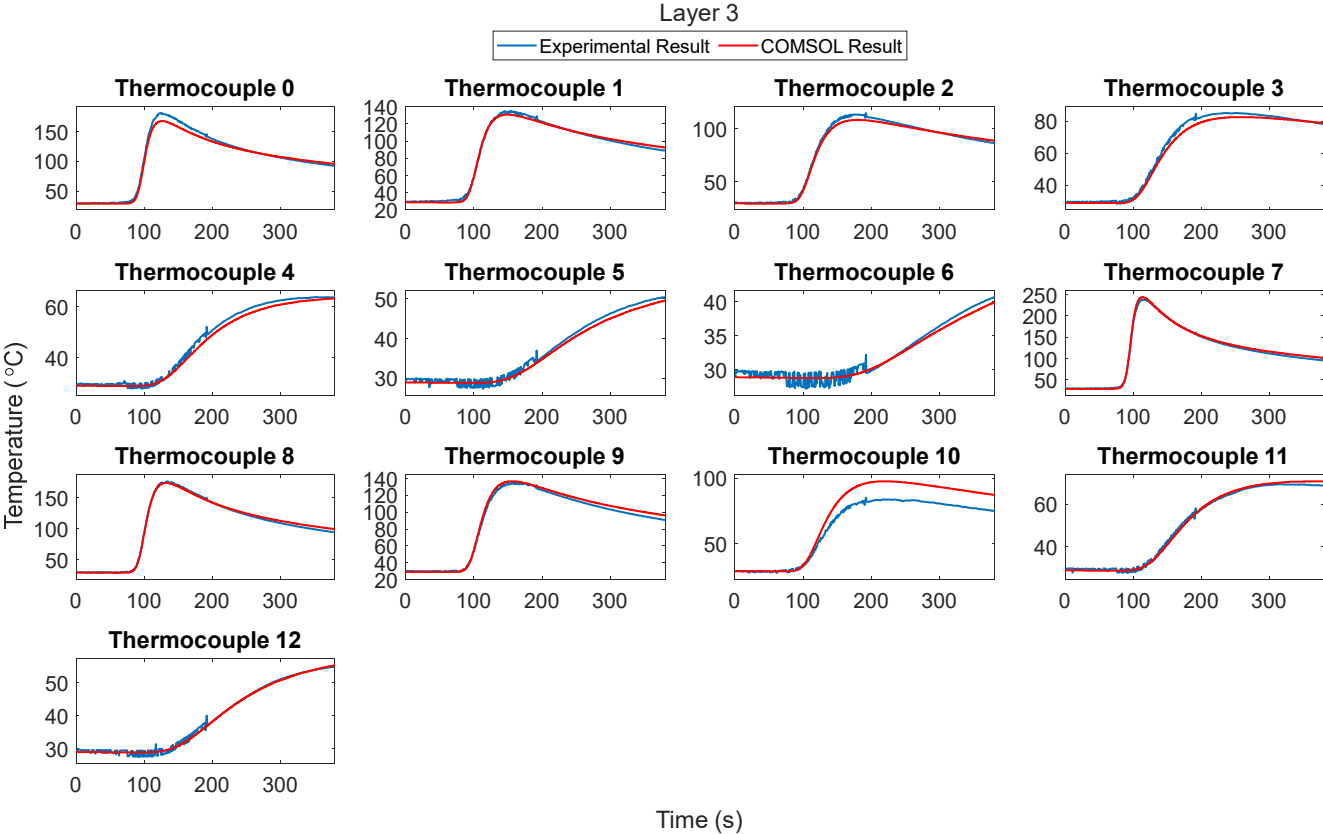 Layer 3
Experimental Result COMSOL Result
Thermocouple 0 Thermocouple 1 Thermocouple 2 Thermocouple 3
150
100
50
0 100 200 300
140
120
100
80
60
40
20
0 100 200 300
100
50
0 100 200 300
80
60
40
0 100 200 300
Thermocouple 4 Thermocouple 5 Thermocouple 6 Thermocouple 7
60
40
0 100 200 300
50
40
30
0 100 200 300
40
35
30
0 100 200 300
250
200
150
100
50
0 100 200 300
Thermocouple 8 Thermocouple 9 Thermocouple 10 Thermocouple 11
150
100
50
0 100 200 300
140
120
100
80
60
40
20
0 100 200 300
100
50
0 100 200 300
60
40
0 100 200 300
Thermocouple 12
50
40
30
0 100 200 300
Temperature (°C)
Time (s)